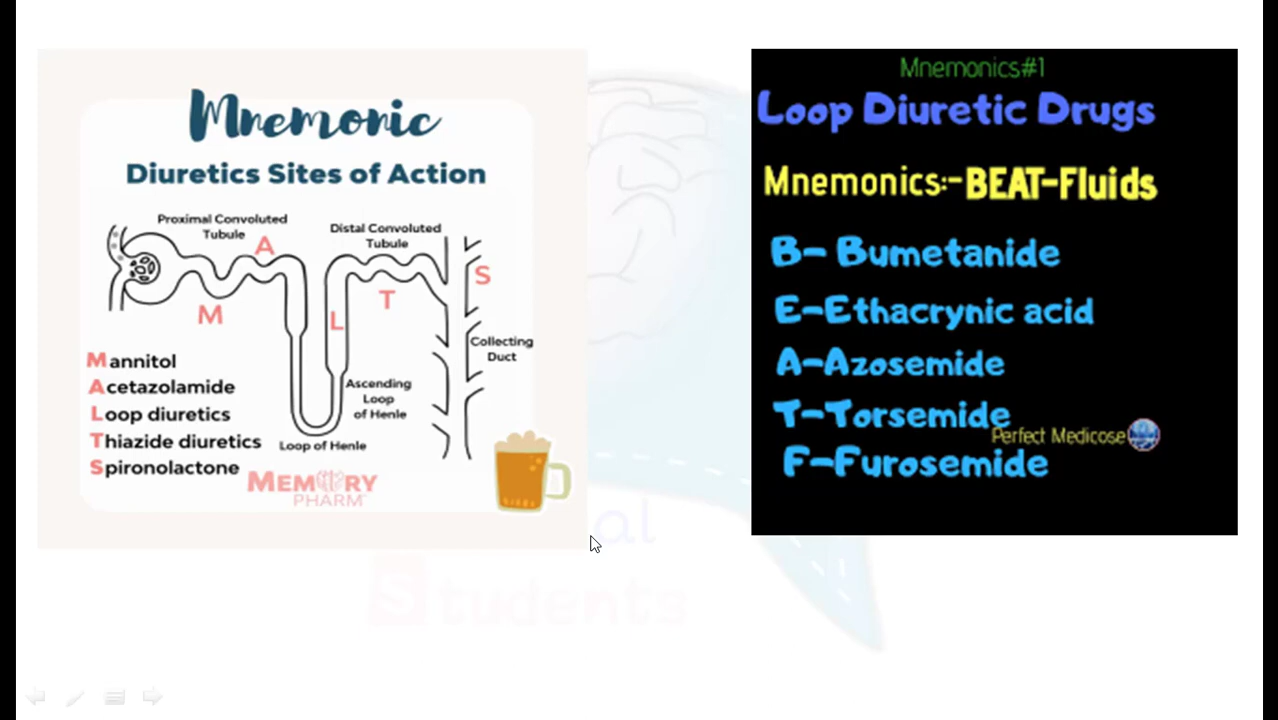 Mnemonic
Diuretics Sites of Action
Proximal Convoluted
Tubule
A
M
Distal Convoluted
Tubule
T
L
S
Collecting
Duct
Ascending
Loop
of Henle
Loop of Henle
Mannitol
Acetazolamide
Loop diuretics
Thiazide diuretics
Spironolactone
MEMORY
PHARM
Mnemonics#1
Loop Diuretic Drugs
Mnemonics:-BEAT-Fluids
B- Bumetanide
E-Ethacrynic acid
A-Azosemide
T-Torsemide
Perfect Medicose
F-Furosemide
Students